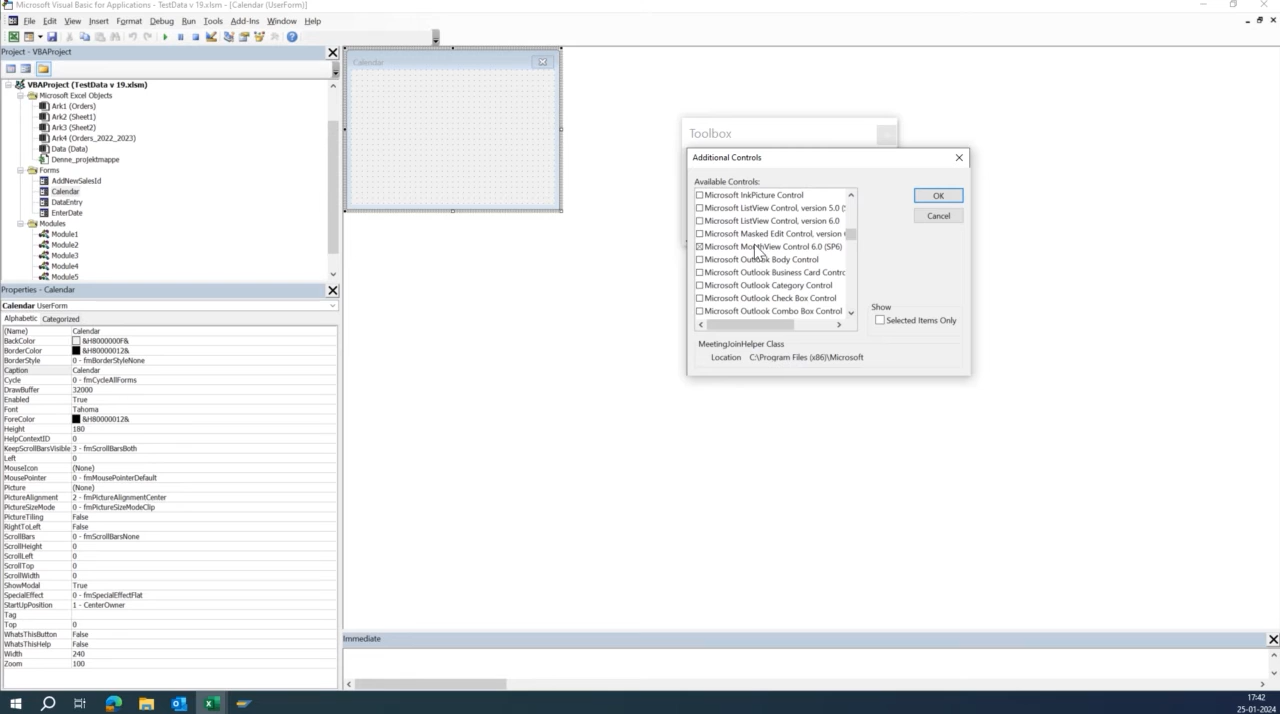 Microsoft Visual Basic for Applications - TestData v 19.xlsm - [Calendar (UserForm)]
File Edit View Insert Format Debug Run Tools Add-Ins Window Help
Project - VBAProject
VBAProject (TestData v 19.xlsm)
Microsoft Excel Objects
Ark1 (Orders)
Ark2 (Sheet1)
Ark3 (Sheet2)
Ark4 (Orders_2022_2023)
Data (Data)
Denne_projektmappe
Forms
AddNewSalesId
Calendar
DataEntry
EnterDate
Modules
Module1
Module2
Module3
Module4
Module5
Properties - Calendar
Calendar UserForm
Alphabetic Categorized
(Name) Calendar
BackColor &H8000000F&
BorderColor &H80000012&
BorderStyle 0 - fmBorderStyleNone
Caption Calendar
Cycle 0 - fmCycleAllForms
DrawBuffer 32000
Enabled True
Font Tahoma
ForeColor &H80000012&
Height 180
HelpContextID 0
KeepScrollBarsVisible 3 - fmScrollBarsBoth
Left 0
MouseIcon (None)
MousePointer 0 - fmMousePointerDefault
Picture (None)
PictureAlignment 2 - fmPictureAlignmentCenter
PictureSizeMode 0 - fmPictureSizeModeClip
PictureTiling False
RightToLeft False
ScrollBars 0 - fmScrollBarsNone
ScrollHeight 0
ScrollLeft 0
ScrollTop 0
ScrollWidth 0
ShowModal True
SpecialEffect 0 - fmSpecialEffectFlat
StartUpPosition 1 - CenterOwner
Tag
Top 0
WhatsThisButton False
WhatsThisHelp False
Width 240
Zoom 100
Calendar
Toolbox
Additional Controls
Available Controls:
Microsoft InkPicture Control
Microsoft ListView Control, version 5.0 (
Microsoft ListView Control, version 6.0
Microsoft Masked Edit Control, version
Microsoft MonthView Control 6.0 (SP6)
Microsoft Outlook Body Control
Microsoft Outlook Business Card Contro
Microsoft Outlook Category Control
Microsoft Outlook Check Box Control
Microsoft Outlook Combo Box Control
OK
Cancel
Show
Selected Items Only
MeetingJoinHelper Class
Location C:\Program Files (x86)\Microsoft
Immediate
17:42
25-01-2024